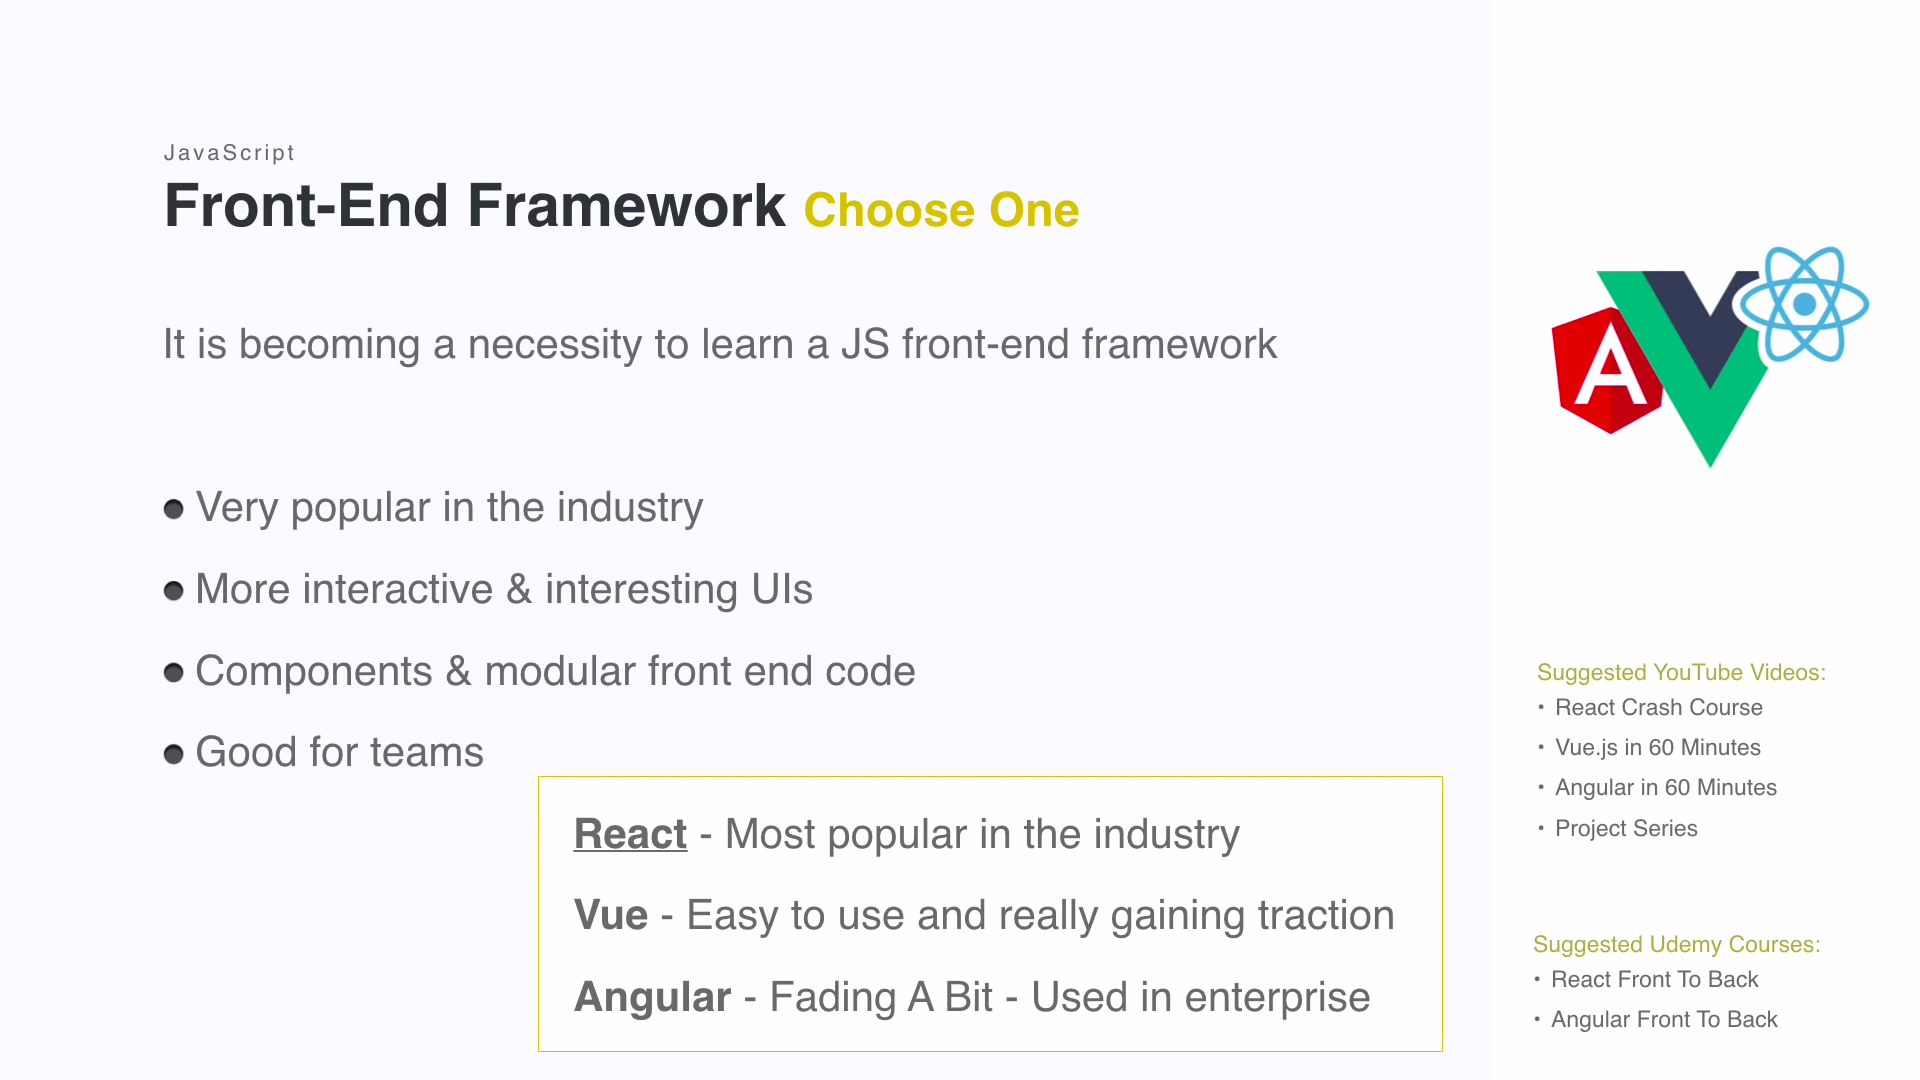 JavaScript
Front-End Framework Choose One
It is becoming a necessity to learn a JS front-end framework
Very popular in the industry
More interactive & interesting UIs
Components & modular front end code
Good for teams
React - Most popular in the industry
Vue - Easy to use and really gaining traction
Angular - Fading A Bit - Used in enterprise
A
Suggested YouTube Videos:
• React Crash Course
• Vue.js in 60 Minutes
• Angular in 60 Minutes
• Project Series
Suggested Udemy Courses:
• React Front To Back
• Angular Front To Back